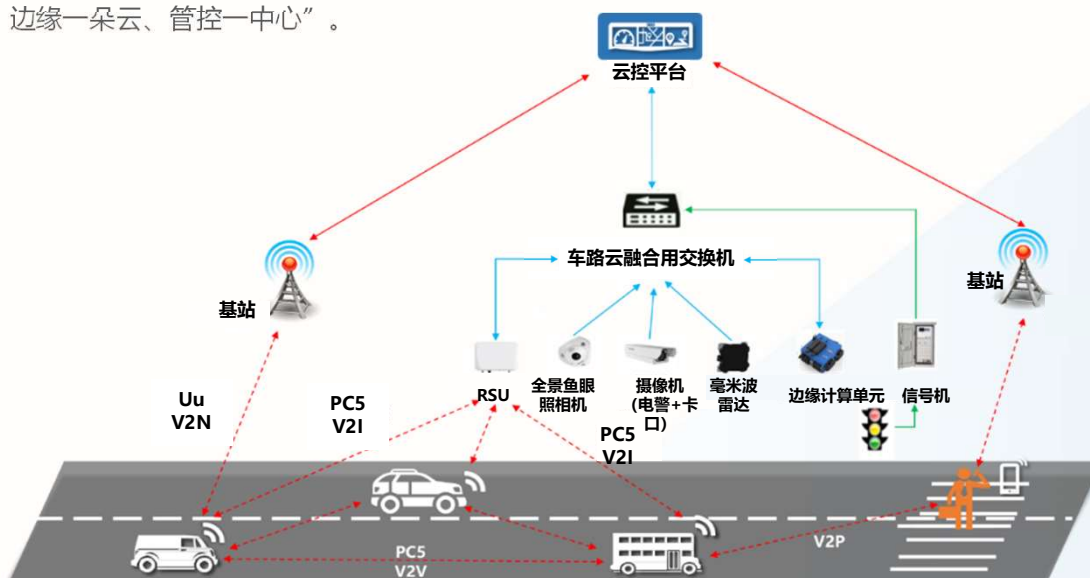 边缘一朵云、管控一中心”。
云控平台
车路云融合用交换机
基站
基站
RSU
全景鱼眼
照相机
摄像机
(电警+卡
口)
毫米波
雷达
边缘计算单元
信号机
Uu
V2N
PC5
V2I
PC5
V2I
V2P
PC5
V2V